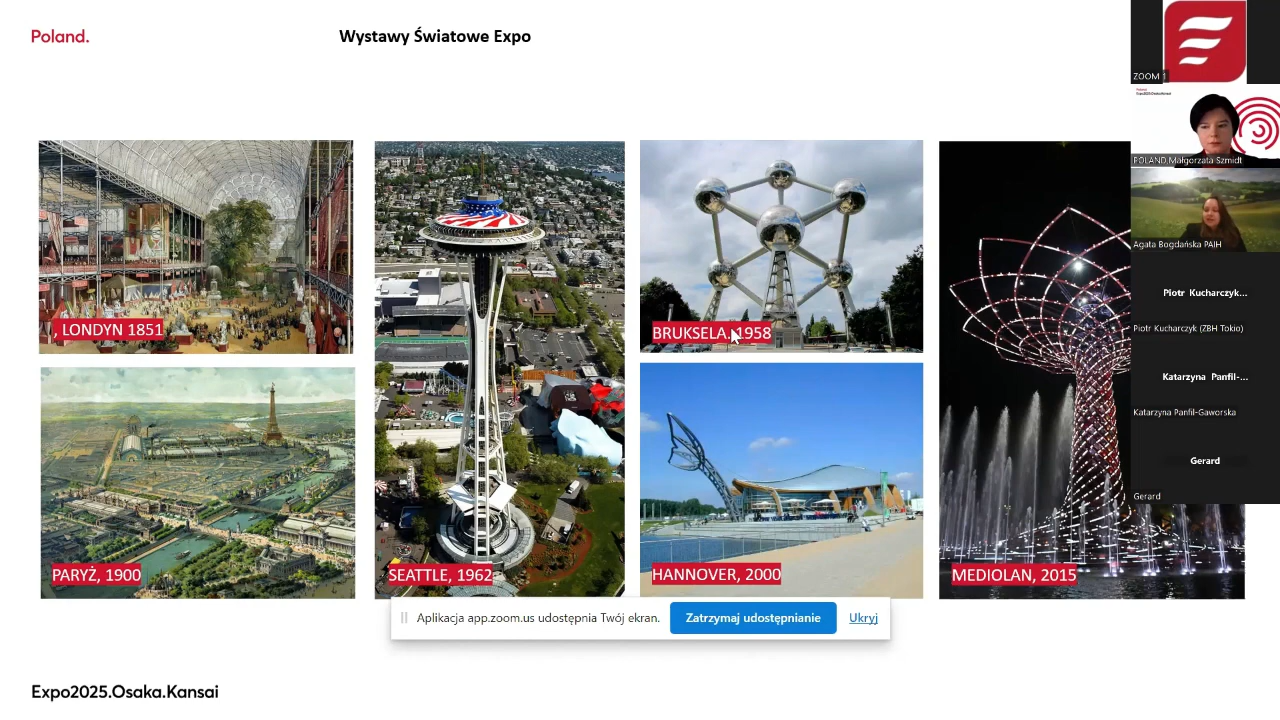 Poland.
Wystawy Światowe Expo
, LONDYN 1851
PARYŻ, 1900
SEATTLE, 1962
BRUKSELA, 1958
HANNOVER, 2000
MEDIOLAN, 2015
Aplikacja app.zoom.us udostępnia Twój ekran.
Zatrzymaj udostępnianie
Ukryj
Expo2025.Osaka.Kansai
ZOOM 1
POLAND.Małgorzata Szmidt
Agata Bogdańska PAIH
Piotr Kucharczyk...
Piotr Kucharczyk (ZBH Tokio)
Katarzyna Panfil-...
Katarzyna Panfil-Gaworska
Gerard
Gerard